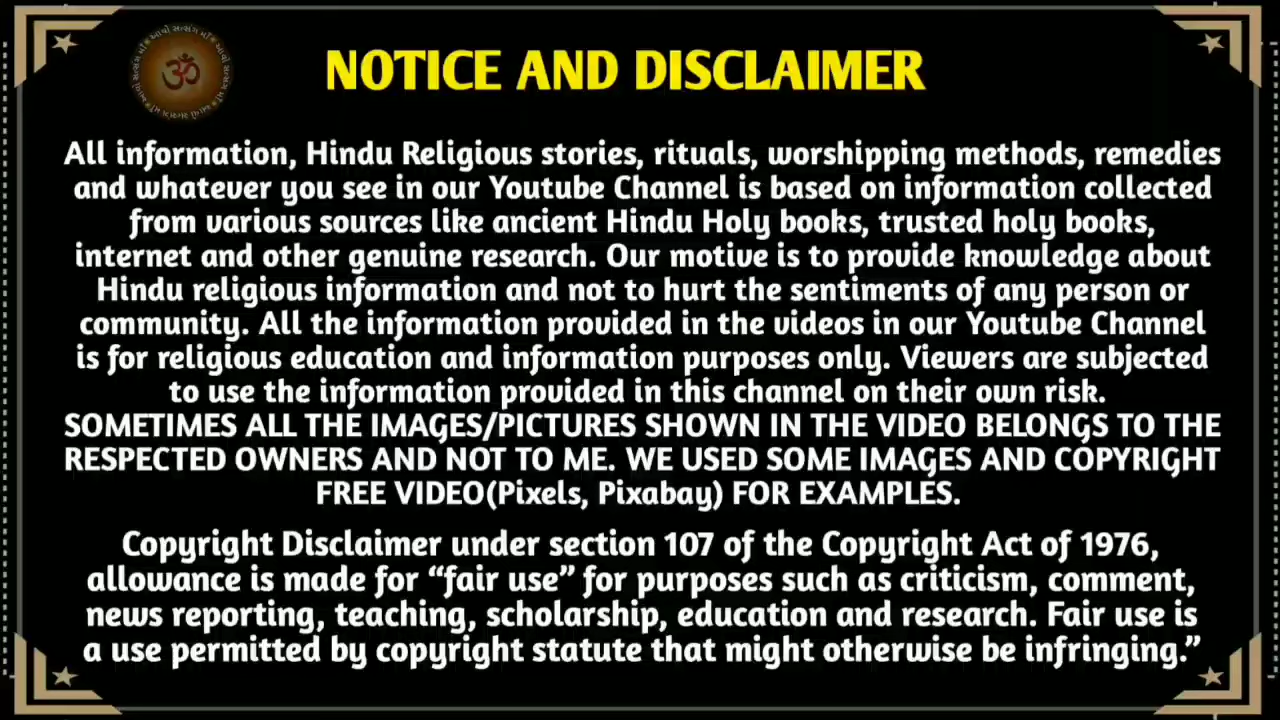 આવો સત્સંગ માઁ
ॐ
NOTICE AND DISCLAIMER
All information, Hindu Religious stories, rituals, worshipping methods, remedies
and whatever you see in our Youtube Channel is based on information collected
from various sources like ancient Hindu Holy books, trusted holy books,
internet and other genuine research. Our motive is to provide knowledge about
Hindu religious information and not to hurt the sentiments of any person or
community. All the information provided in the videos in our Youtube Channel
is for religious education and information purposes only. Viewers are subjected
to use the information provided in this channel on their own risk.
SOMETIMES ALL THE IMAGES/PICTURES SHOWN IN THE VIDEO BELONGS TO THE
RESPECTED OWNERS AND NOT TO ME. WE USED SOME IMAGES AND COPYRIGHT
FREE VIDEO(Pixels, Pixabay) FOR EXAMPLES.
Copyright Disclaimer under section 107 of the Copyright Act of 1976,
allowance is made for “fair use” for purposes such as criticism, comment,
news reporting, teaching, scholarship, education and research. Fair use is
a use permitted by copyright statute that might otherwise be infringing.”